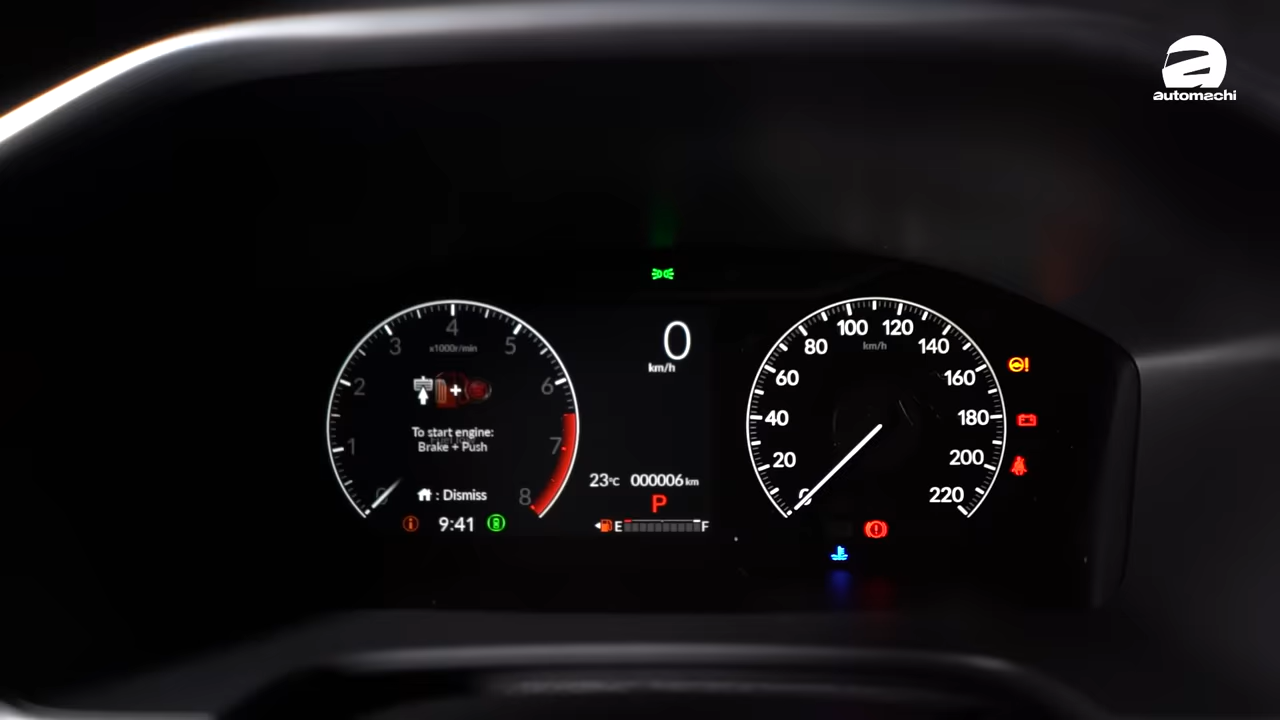 automachi
0
km/h
4
3
5
x1000r/min
2
6
To start engine:
Brake + Push
1
7
0
: Dismiss
8
9:41
23°C 000006 km
P
E F
100 120
80 140
km/h
60 160
40 180
20 200
0 220